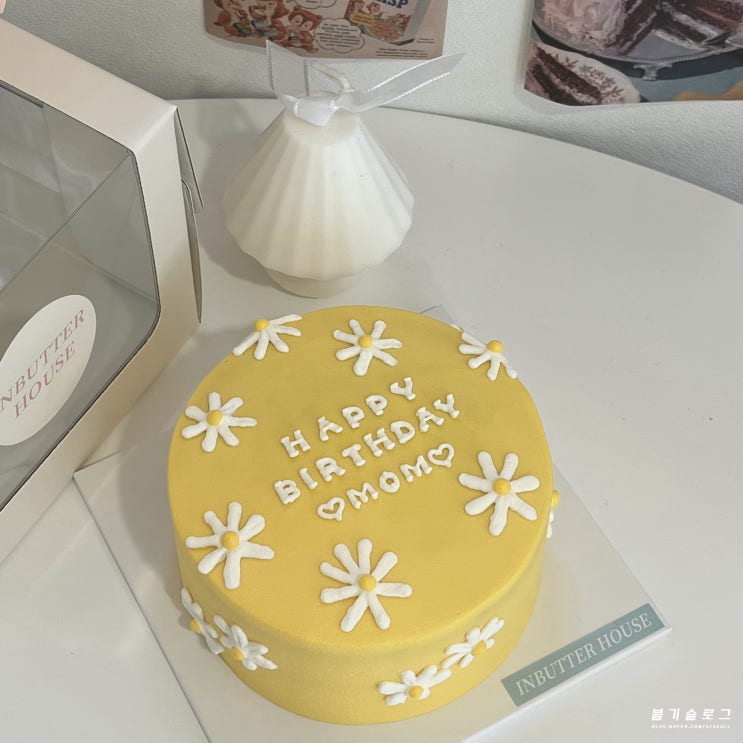 HAPPY
BIRTHDAY
♡MOM♡
INBUTTER
HOUSE
INBUTTER HOUSE
블기슬로그